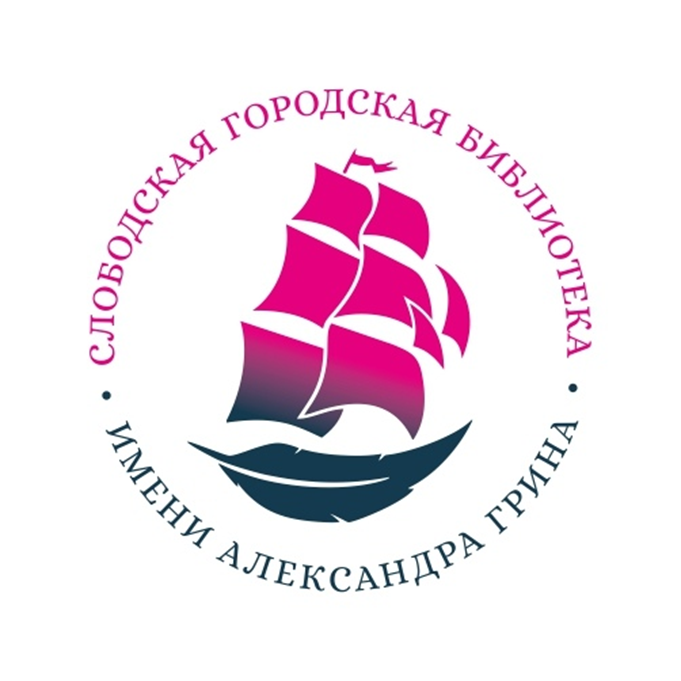 СЛОБОДСКАЯ ГОРОДСКАЯ БИБЛИОТЕКА
• ИМЕНИ АЛЕКСАНДРА ГРИНА •